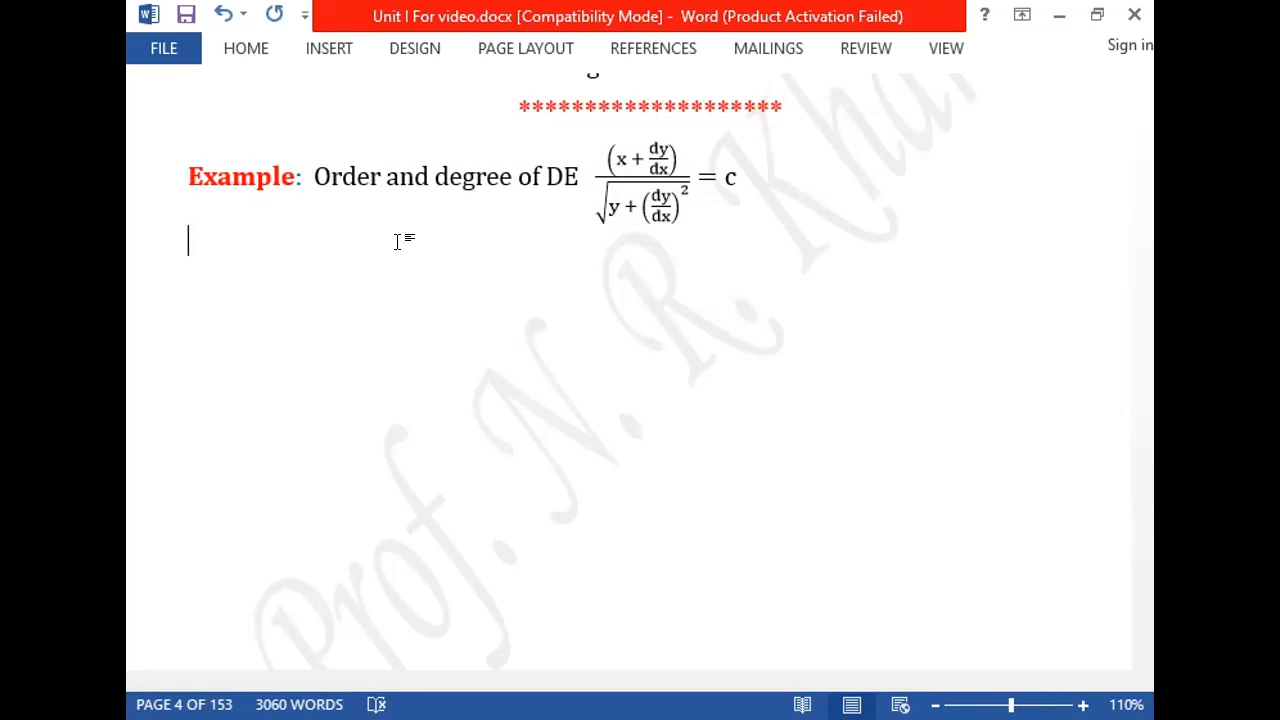 Unit I For video.docx [Compatibility Mode] - Word (Product Activation Failed)
?
FILE HOME INSERT DESIGN PAGE LAYOUT REFERENCES MAILINGS REVIEW VIEW Sign in
********************
Example: Order and degree of DE (x + dy/dx) / √(y + (dy/dx)²) = c
Prof. N. R. Khar
PAGE 4 OF 153 3060 WORDS 110%